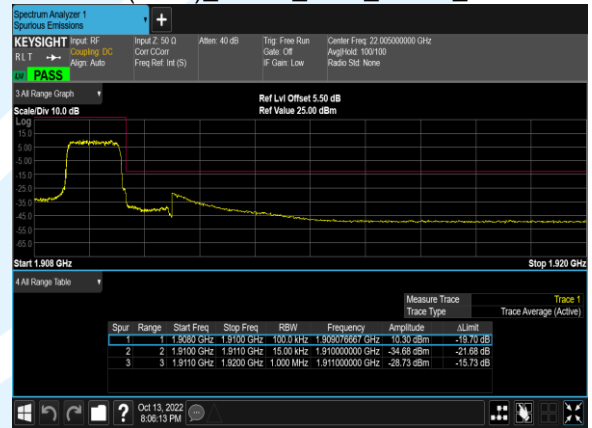 Spectrum Analyzer 1
Spurious Emissions
KEYSIGHT Input: RF Input Z: 50 Ω Atten: 40 dB Trig: Free Run Center Freq: 22.005000000 GHz
RLT Coupling: DC Corr CCorr Gate: Off Avg|Hold: 100/100
Align: Auto Freq Ref: Int (S) IF Gain: Low Radio Std: None
PASS
3 All Range Graph
Ref Lvl Offset 5.50 dB
Scale/Div 10.0 dB Ref Value 25.00 dBm
Log
15.0
5.00
-5.00
-15.0
-25.0
-35.0
-45.0
-55.0
-65.0
Start 1.908 GHz Stop 1.920 GHz
4 All Range Table
Measure Trace Trace 1
Trace Type Trace Average (Active)
Spur Range Start Freq Stop Freq RBW Frequency Amplitude ΔLimit
1 1 1.9080 GHz 1.9100 GHz 100.0 kHz 1.909076667 GHz 10.30 dBm -19.70 dB
2 2 1.9100 GHz 1.9110 GHz 15.00 kHz 1.910000000 GHz -34.68 dBm -21.68 dB
3 3 1.9110 GHz 1.9200 GHz 1.000 MHz 1.911000000 GHz -28.73 dBm -15.73 dB
Oct 13, 2022
8:06:13 PM